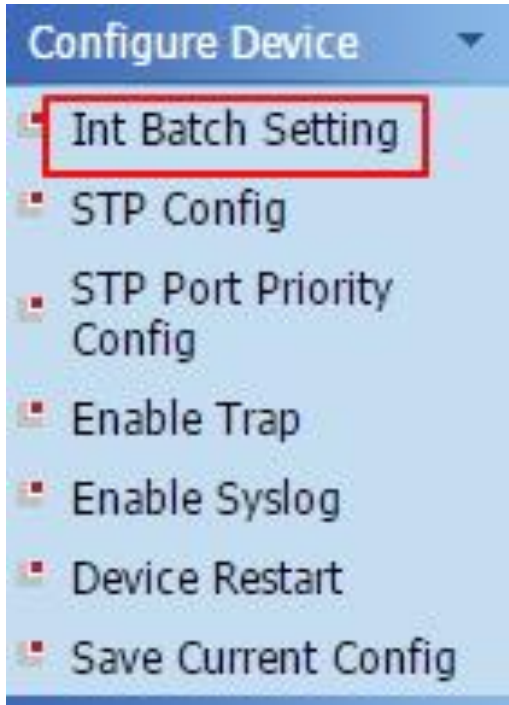 Configure Device
Int Batch Setting
STP Config
STP Port Priority
Config
Enable Trap
Enable Syslog
Device Restart
Save Current Config